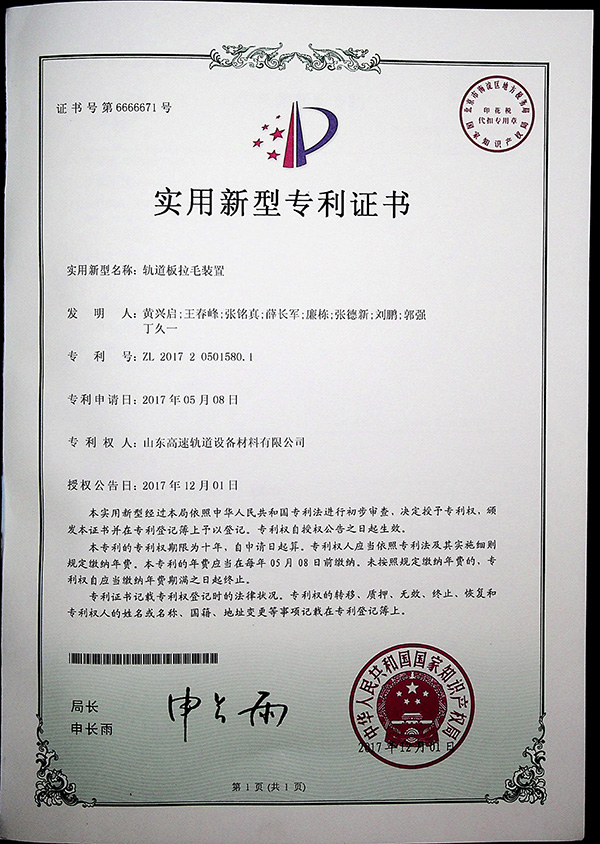 证书号第6666671号
北京市海淀区地方税务局
印花税
代扣专用章
国家知识产权局
实用新型专利证书
实用新型名称：轨道板拉毛装置
发 明 人：黄兴启;王春峰;张铭真;薛长军;廉栋;张德新;刘鹏;郭强
丁久一
专 利 号：ZL 2017 2 0501580.1
专利申请日：2017年05月08日
专 利 权 人：山东高速轨道设备材料有限公司
授权公告日：2017年12月01日
本实用新型经过本局依照中华人民共和国专利法进行初步审查，决定授予专利权，颁
发本证书并在专利登记簿上予以登记。专利权自授权公告之日起生效。
本专利的专利权期限为十年，自申请日起算。专利权人应当依照专利法及其实施细则
规定缴纳年费。本专利的年费应当在每年05月08日前缴纳。未按照规定缴纳年费的，专
利权自应当缴纳年费期满之日起终止。
专利证书记载专利权登记时的法律状况。专利权的转移、质押、无效、终止、恢复和
专利权人的姓名或名称、国籍、地址变更等事项记载在专利登记簿上。
局长
申长雨
申长雨
中华人民共和国国家知识产权局
2017年12月01日
第1页(共1页)